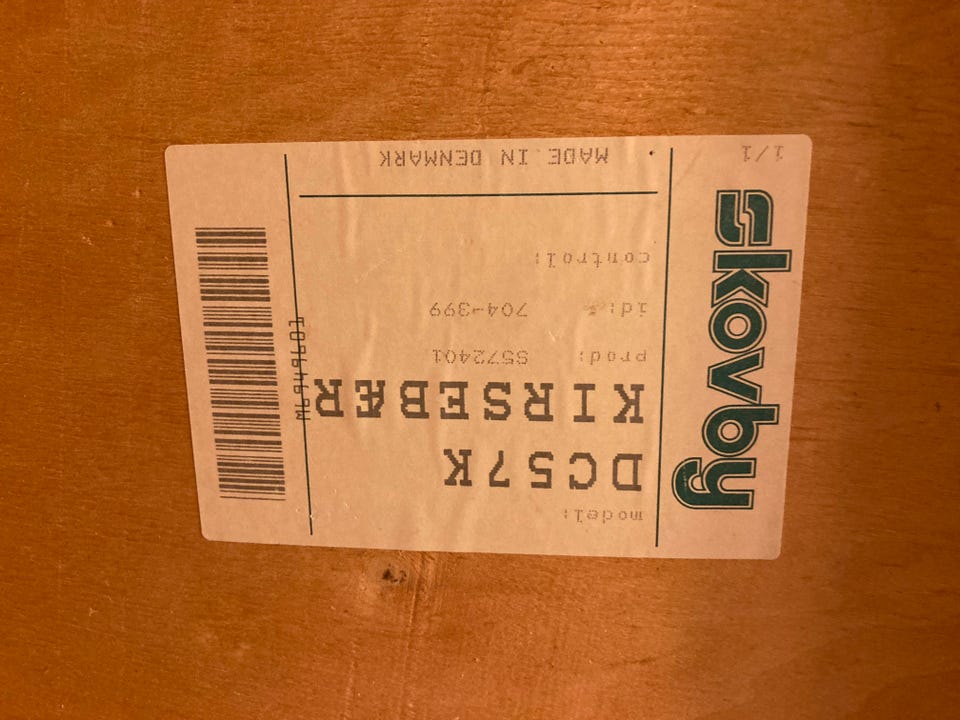 skovby
1/1
model:
DC57K
KIRSEBÆR
prod: S572401
id: 704-399
control:
MADE IN DENMARK